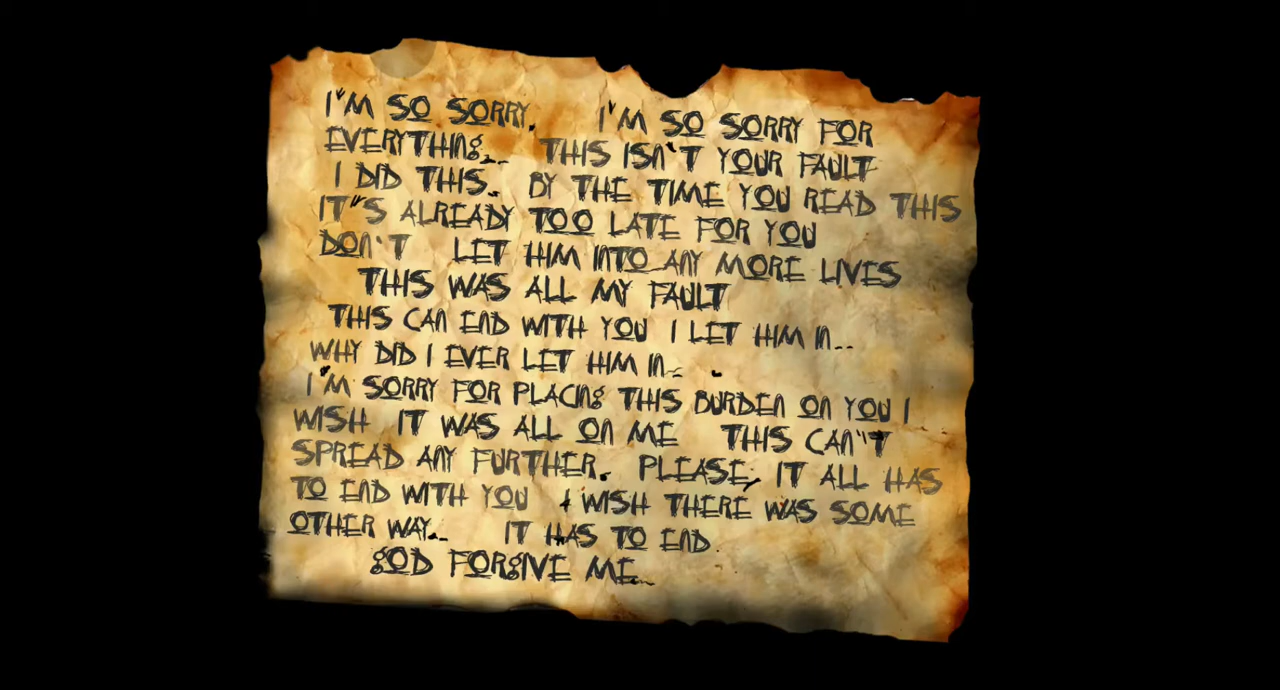 I'M SO SORRY. I'M SO SORRY FOR
EVERYTHING... THIS ISN'T YOUR FAULT
I DID THIS.. BY THE TIME YOU READ THIS
IT"S ALREADY TOO LATE FOR YOU
DON'T LET HIM INTO ANY MORE LIVES
THIS WAS ALL MY FAULT
THIS CAN END WITH YOU I LET HIM IN..
WHY DID I EVER LET HIM IN..
I'M SORRY FOR PLACING THIS BURDEN ON YOU I
WISH IT WAS ALL ON ME THIS CAN"T
SPREAD ANY FURTHER. PLEASE, IT ALL HAS
TO END WITH YOU I WISH THERE WAS SOME
OTHER WAY... IT HAS TO END.
GOD FORGIVE ME...